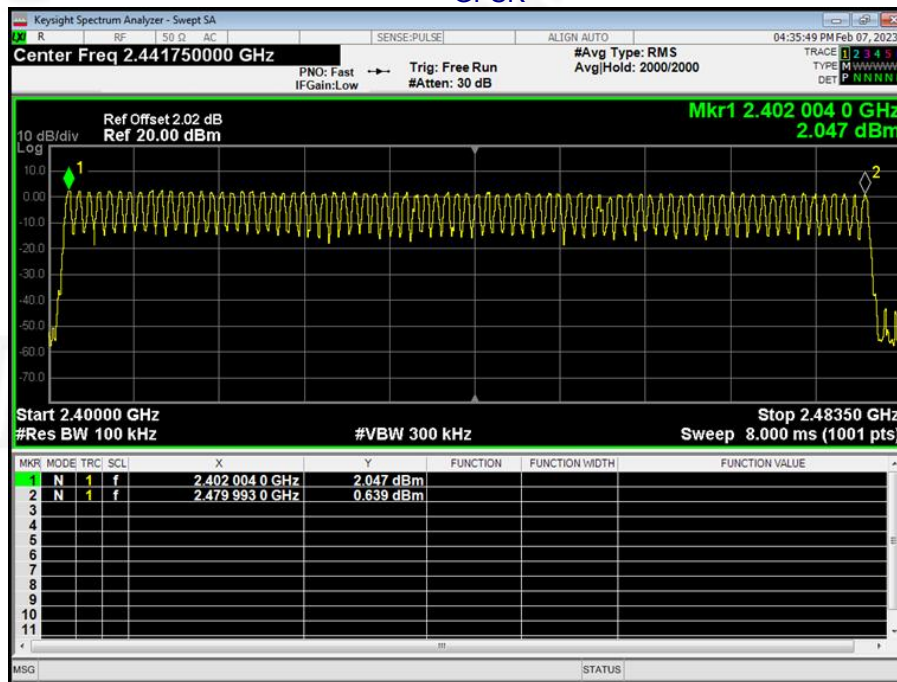 Keysight Spectrum Analyzer - Swept SA
LXI R RF 50 Ω AC SENSE:PULSE ALIGN AUTO 04:35:49 PM Feb 07, 2023
Center Freq 2.441750000 GHz
#Avg Type: RMS
TRACE 1 2 3 4 5
PNO: Fast
Trig: Free Run
Avg|Hold: 2000/2000
TYPE M
IFGain:Low
#Atten: 30 dB
DET P N N N N
Mkr1 2.402 004 0 GHz
2.047 dBm
Ref Offset 2.02 dB
10 dB/div Ref 20.00 dBm
Log
1
2
10.0
0.00
-10.0
-20.0
-30.0
-40.0
-50.0
-60.0
-70.0
Start 2.40000 GHz Stop 2.48350 GHz
#Res BW 100 kHz #VBW 300 kHz Sweep 8.000 ms (1001 pts)
MKR MODE TRC SCL X Y FUNCTION FUNCTION WIDTH FUNCTION VALUE
1 N 1 f 2.402 004 0 GHz 2.047 dBm
2 N 1 f 2.479 993 0 GHz 0.639 dBm
3
4
5
6
7
8
9
10
11
MSG STATUS